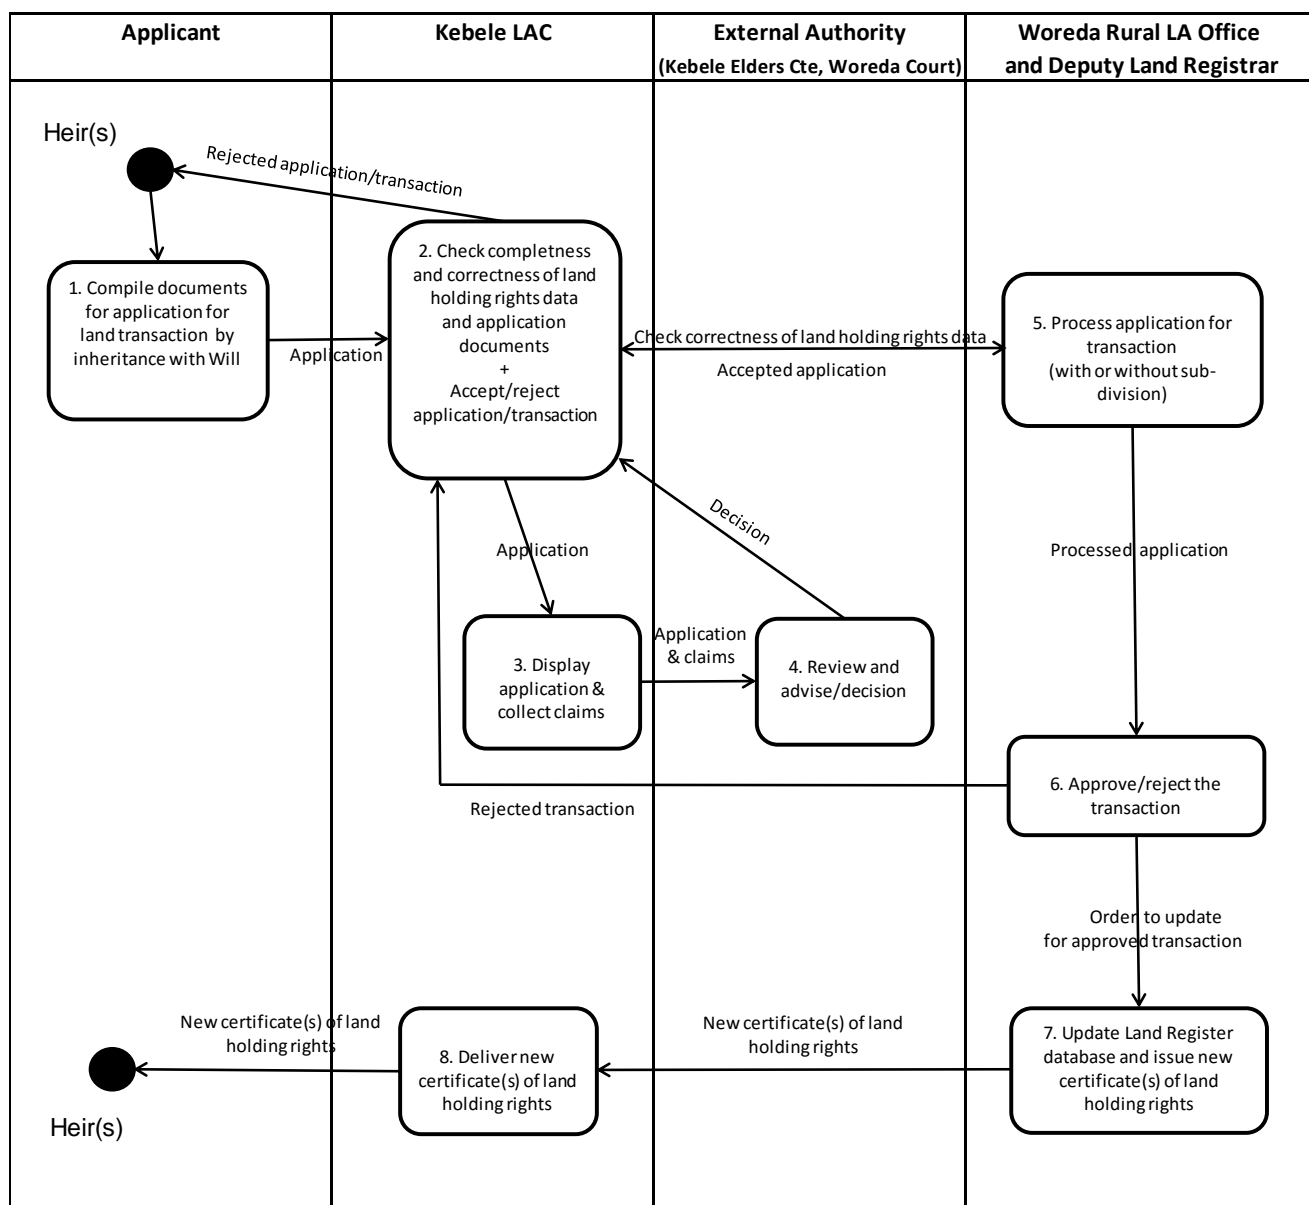 Applicant
Kebele LAC
External Authority
(Kebele Elders Cte, Woreda Court)
Woreda Rural LA Office
and Deputy Land Registrar
Heir(s)
Rejected application/transaction
1. Compile documents
for application for
land transaction by
inheritance with Will
Application
2. Check completness
and correctness of land
holding rights data
and application
documents
+
Accept/reject
application/transaction
Check correctness of land holding rights data
Accepted application
5. Process application for
transaction
(with or without sub-
division)
Decision
Application
Processed application
3. Display
application &
collect claims
Application
& claims
4. Review and
advise/decision
Rejected transaction
6. Approve/reject the
transaction
Order to update
for approved transaction
New certificate(s) of land
holding rights
8. Deliver new
certificate(s) of land
holding rights
New certificate(s) of land
holding rights
7. Update Land Register
database and issue new
certificate(s) of land
holding rights
Heir(s)